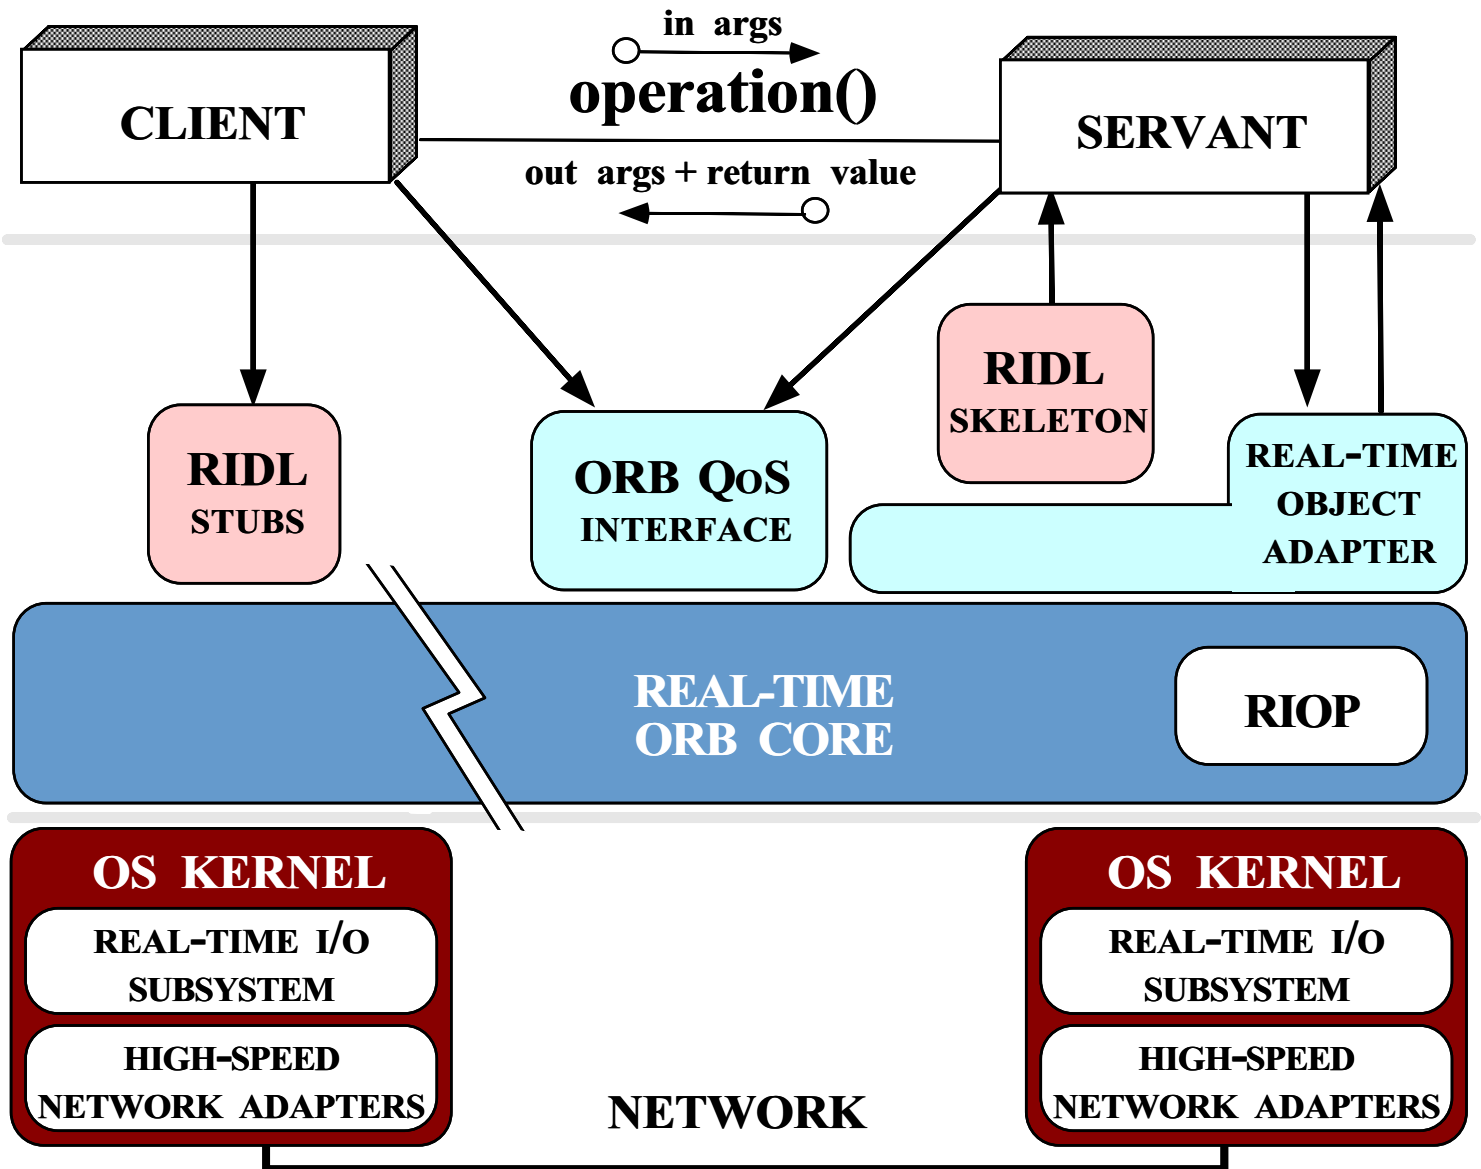 in args
operation()
CLIENT
SERVANT
out args + return value
RIDL
SKELETON
RIDL
STUBS
ORB QoS
INTERFACE
REAL-TIME
OBJECT
ADAPTER
REAL-TIME
ORB CORE
RIOP
OS KERNEL
REAL-TIME I/O
SUBSYSTEM
HIGH-SPEED
NETWORK ADAPTERS
NETWORK
OS KERNEL
REAL-TIME I/O
SUBSYSTEM
HIGH-SPEED
NETWORK ADAPTERS